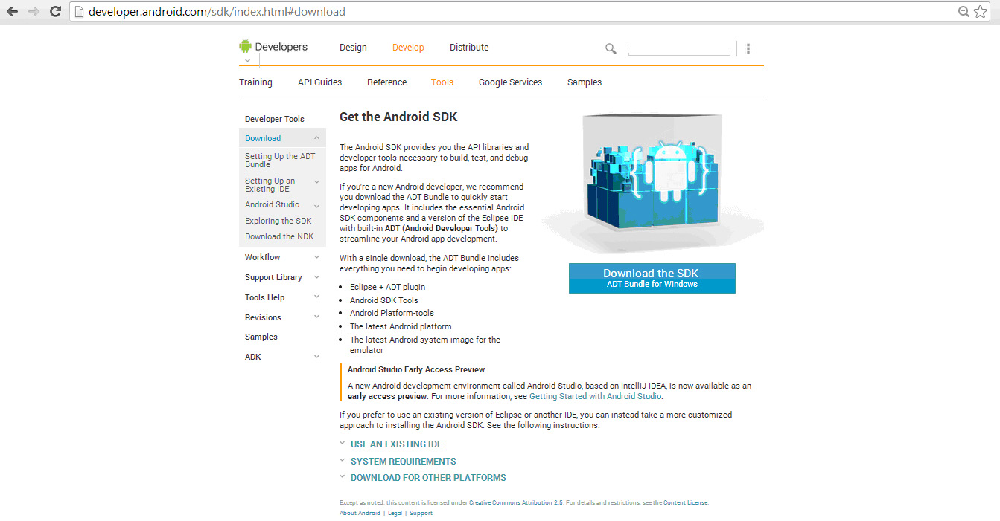 developer.android.com/sdk/index.html#download
Developers
Design
Develop
Distribute
Training
API Guides
Reference
Tools
Google Services
Samples
Developer Tools
Download
Setting Up the ADT
Bundle
Setting Up an
Existing IDE
Android Studio
Exploring the SDK
Download the NDK
Workflow
Support Library
Tools Help
Revisions
Samples
ADK
Get the Android SDK
The Android SDK provides you the API libraries and
developer tools necessary to build, test, and debug
apps for Android.
If you're a new Android developer, we recommend
you download the ADT Bundle to quickly start
developing apps. It includes the essential Android
SDK components and a version of the Eclipse IDE
with built-in ADT (Android Developer Tools) to
streamline your Android app development.
With a single download, the ADT Bundle includes
everything you need to begin developing apps:
• Eclipse + ADT plugin
• Android SDK Tools
• Android Platform-tools
• The latest Android platform
• The latest Android system image for the
emulator
Download the SDK
ADT Bundle for Windows
Android Studio Early Access Preview
A new Android development environment called Android Studio, based on IntelliJ IDEA, is now available as an
early access preview. For more information, see Getting Started with Android Studio.
If you prefer to use an existing version of Eclipse or another IDE, you can instead take a more customized
approach to installing the Android SDK. See the following instructions:
USE AN EXISTING IDE
SYSTEM REQUIREMENTS
DOWNLOAD FOR OTHER PLATFORMS
Except as noted, this content is licensed under Creative Commons Attribution 2.5. For details and restrictions, see the Content License.
About Android | Legal | Support